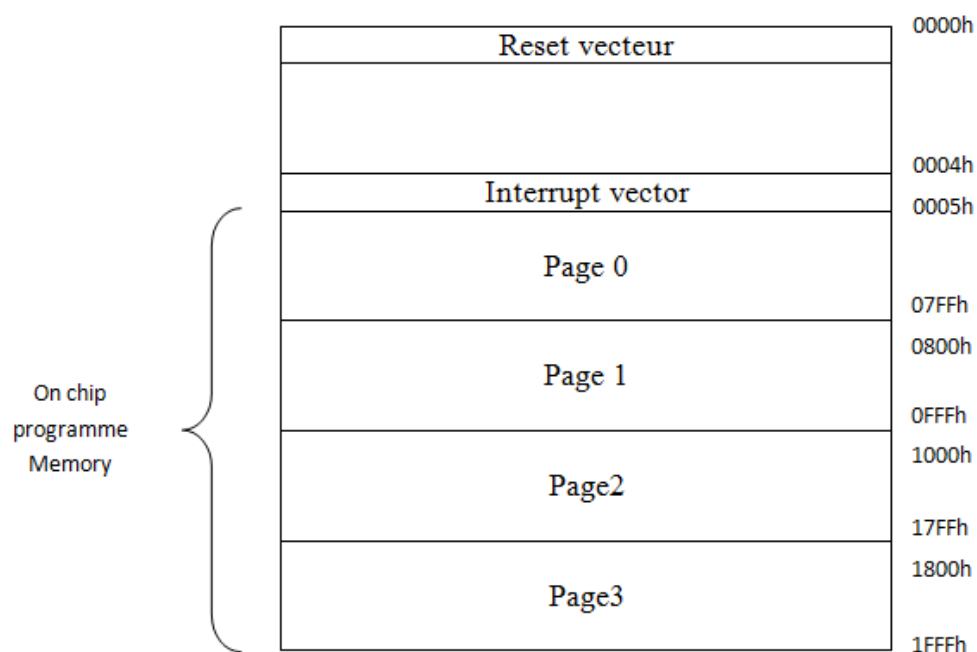 0000h
Reset vecteur
0004h
Interrupt vector
0005h
Page 0
07FFh
0800h
Page 1
0FFFh
On chip
programme
Memory
1000h
Page2
17FFh
1800h
Page3
1FFFh